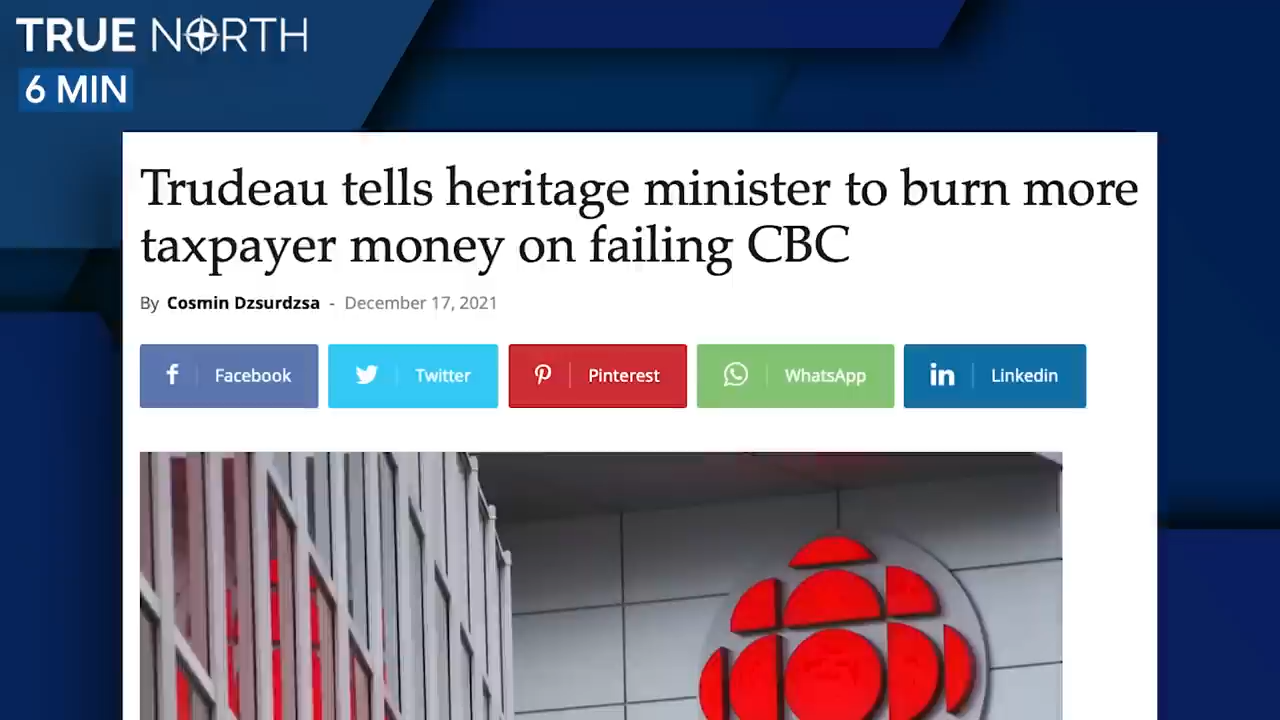 TRUE NORTH
6 MIN
Trudeau tells heritage minister to burn more
taxpayer money on failing CBC
By Cosmin Dzsurdzsa - December 17, 2021
Facebook Twitter Pinterest WhatsApp Linkedin